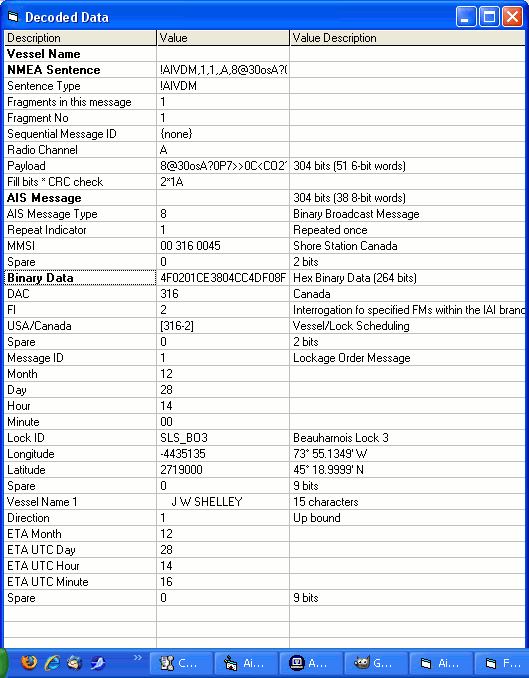 Decoded Data
Description Value Value Description
Vessel Name
NMEA Sentence !AIVDM,1,1,,A,8@30osA?(
Sentence Type !AIVDM
Fragments in this message 1
Fragment No 1
Sequential Message ID {none}
Radio Channel A
Payload 8@30osA?0P7>>0C<CO2 304 bits (51 6-bit words)
Fill bits * CRC check 2*1A
AIS Message 304 bits (38 8-bit words)
AIS Message Type 8 Binary Broadcast Message
Repeat Indicator 1 Repeated once
MMSI 00 316 0045 Shore Station Canada
Spare 0 2 bits
Binary Data 4F0201CE3804CC4DF08F Hex Binary Data (264 bits)
DAC 316 Canada
FI 2 Interrogation fo specified FMs within the IAI branc
USA/Canada [316-2] Vessel/Lock Scheduling
Spare 0 2 bits
Message ID 1 Lockage Order Message
Month 12
Day 28
Hour 14
Minute 00
Lock ID SLS_BO3 Beauharnois Lock 3
Longitude -4435135 73° 55.1349' W
Latitude 2719000 45° 18.9999' N
Spare 0 9 bits
Vessel Name 1 J W SHELLEY 15 characters
Direction 1 Up bound
ETA Month 12
ETA UTC Day 28
ETA UTC Hour 14
ETA UTC Minute 16
Spare 0 9 bits
C... Ai... A... G... Ai... F...